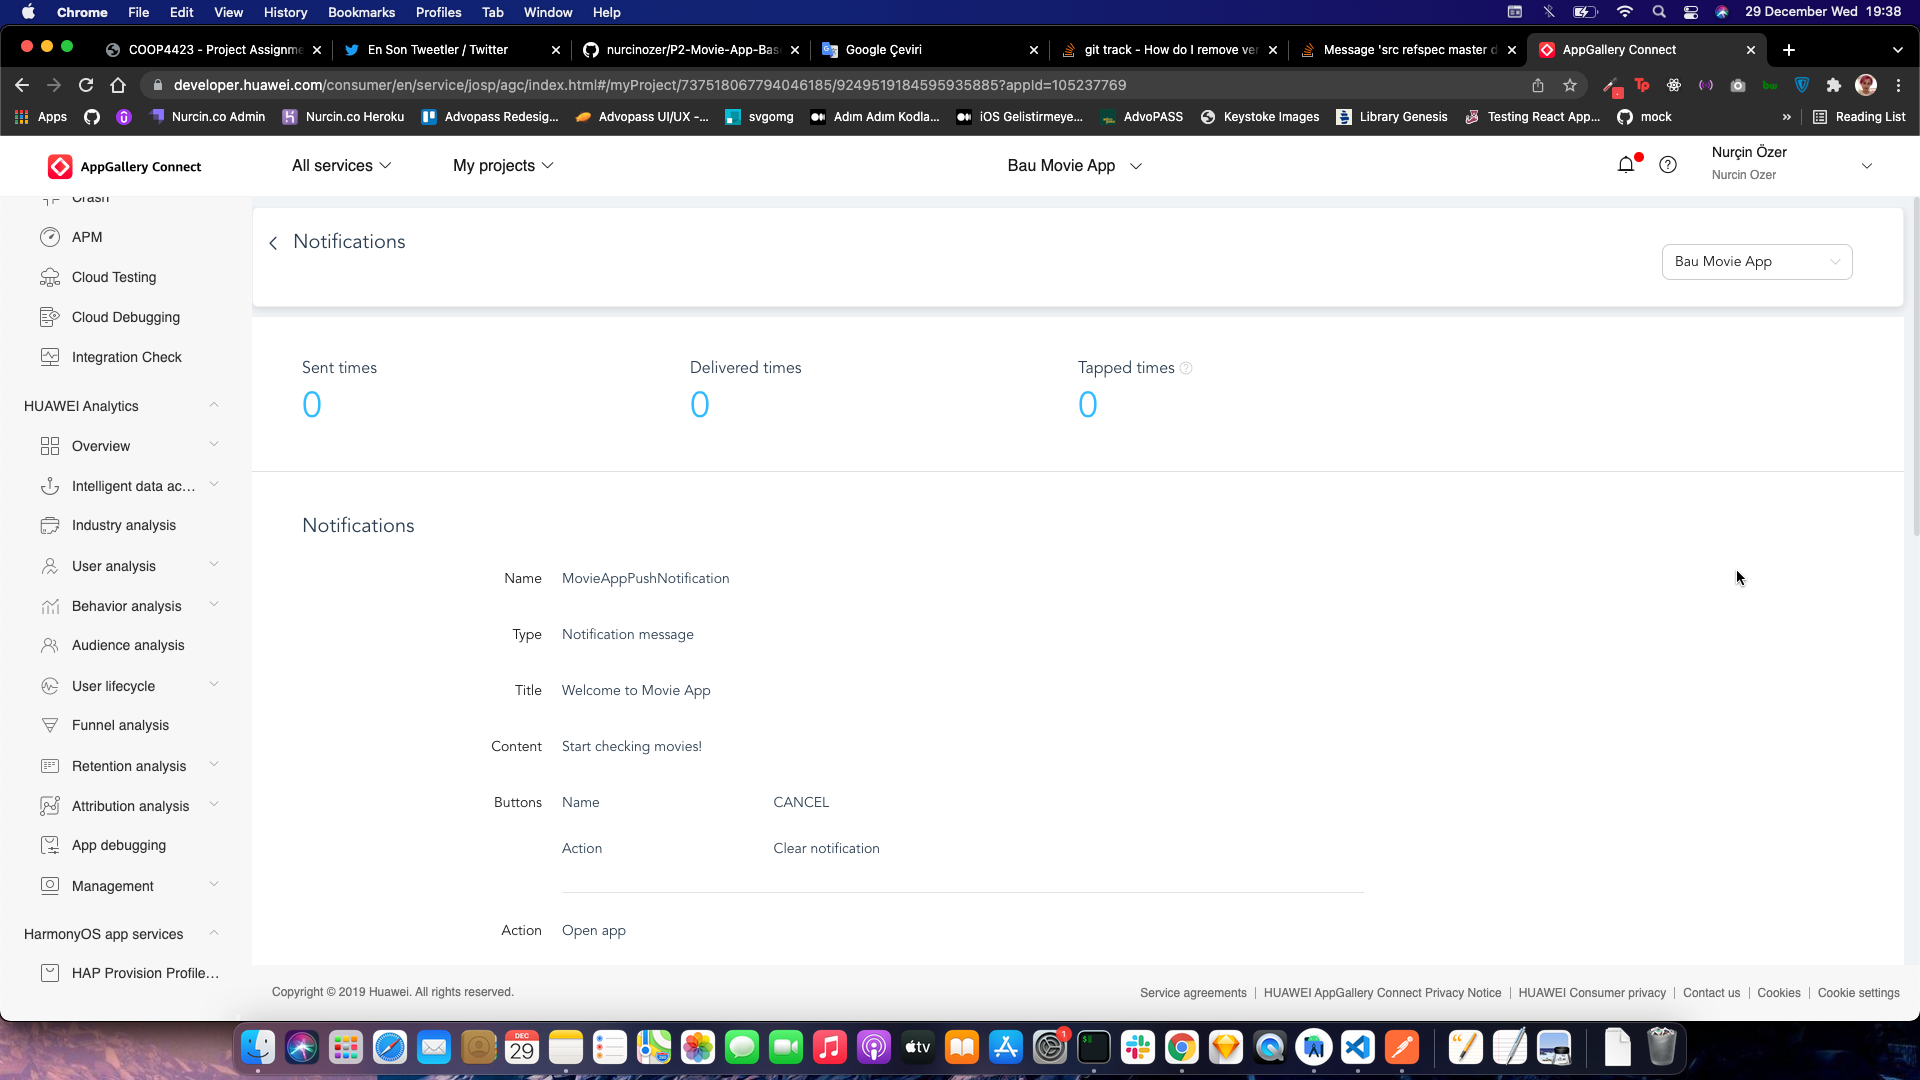 Chrome File Edit View History Bookmarks Profiles Tab Window Help 29 December Wed 19:38
COOP4423 - Project Assignme En Son Tweetler / Twitter nurcinozer/P2-Movie-App-Bas Google Çeviri git track - How do I remove ver Message 'src refspec master d AppGallery Connect
developer.huawei.com/consumer/en/service/josp/agc/index.html#/myProject/737518067794046185/9249519184595935885?appId=105237769
Apps Nurcin.co Admin Nurcin.co Heroku Advopass Redesig... Advopass UI/UX -... svgomg Adım Adım Kodla... iOS Gelistirmeye... AdvoPASS Keystoke Images Library Genesis Testing React App... mock » Reading List
AppGallery Connect All services My projects Bau Movie App
Nurçin Özer
Nurcin Ozer
Crash
APM
Cloud Testing
Cloud Debugging
Integration Check
HUAWEI Analytics
Overview
Intelligent data ac...
Industry analysis
User analysis
Behavior analysis
Audience analysis
User lifecycle
Funnel analysis
Retention analysis
Attribution analysis
App debugging
Management
HarmonyOS app services
HAP Provision Profile...
Notifications
Bau Movie App
Sent times Delivered times Tapped times
0 0 0
Notifications
Name MovieAppPushNotification
Type Notification message
Title Welcome to Movie App
Content Start checking movies!
Buttons Name CANCEL
Action Clear notification
Action Open app
Copyright © 2019 Huawei. All rights reserved. Service agreements | HUAWEI AppGallery Connect Privacy Notice | HUAWEI Consumer privacy | Contact us | Cookies | Cookie settings
DEC
29
tv
1